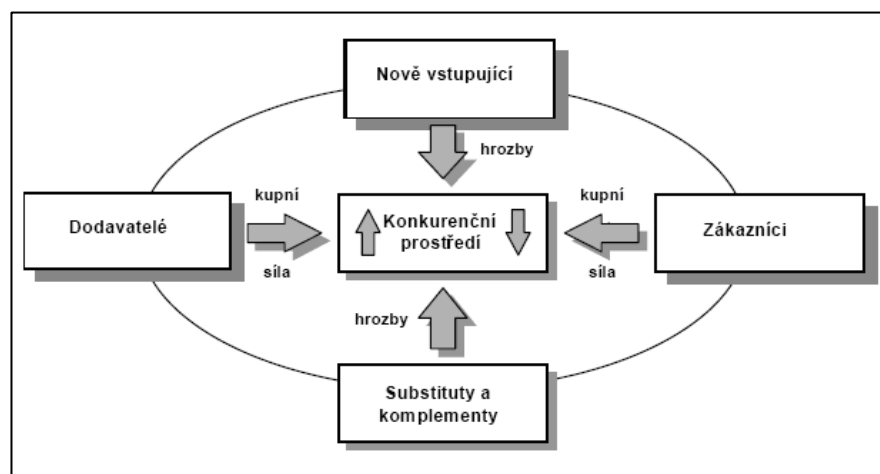 Nově vstupující
hrozby
kupní
Dodavatelé
síla
Konkurenční
prostředí
kupní
síla
Zákazníci
hrozby
Substituty a
komplementy